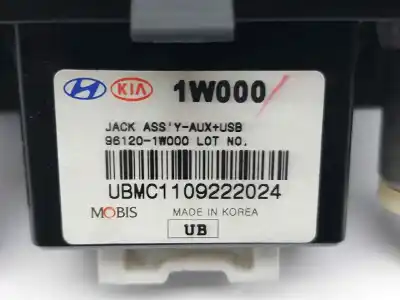 KIA 1W000
JACK ASS'Y-AUX+USB
96120-1W000 LOT NO.
UBMC1109222024
MOBIS MADE IN KOREA
UB